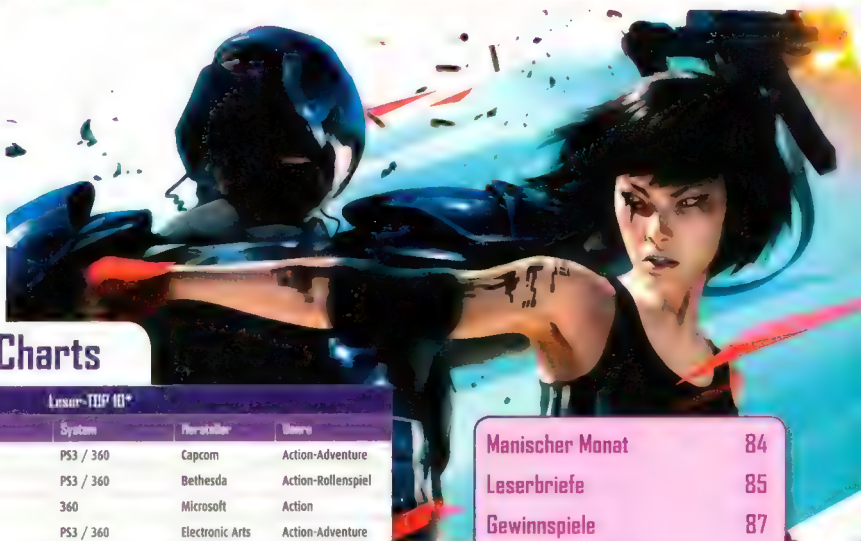 Charts
Leser-TOP 10*
System Hersteller Genre
PS3 / 360 Capcom Action-Adventure
PS3 / 360 Bethesda Action-Rollenspiel
360 Microsoft Action
PS3 / 360 Electronic Arts Action-Adventure
Manischer Monat 84
Leserbriefe 85
Gewinnspiele 87